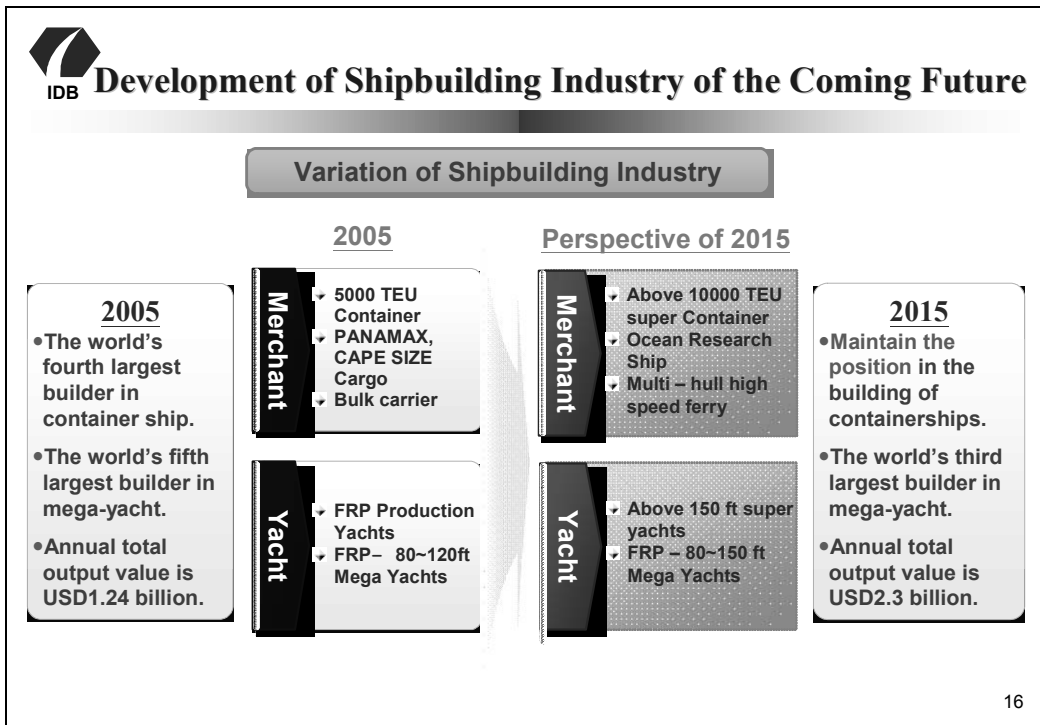 IDB
Development of Shipbuilding Industry of the Coming Future
Variation of Shipbuilding Industry
2005
Perspective of 2015
2005
•The world's
fourth largest
builder in
container ship.
•The world's fifth
largest builder in
mega-yacht.
•Annual total
output value is
USD1.24 billion.
Merchant
5000 TEU
Container
PANAMAX,
CAPE SIZE
Cargo
Bulk carrier
Yacht
FRP Production
Yachts
FRP– 80~120ft
Mega Yachts
Merchant
Above 10000 TEU
super Container
Ocean Research
Ship
Multi – hull high
speed ferry
Yacht
Above 150 ft super
yachts
FRP – 80~150 ft
Mega Yachts
2015
•Maintain the
position in the
building of
containerships.
•The world's third
largest builder in
mega-yacht.
•Annual total
output value is
USD2.3 billion.
16